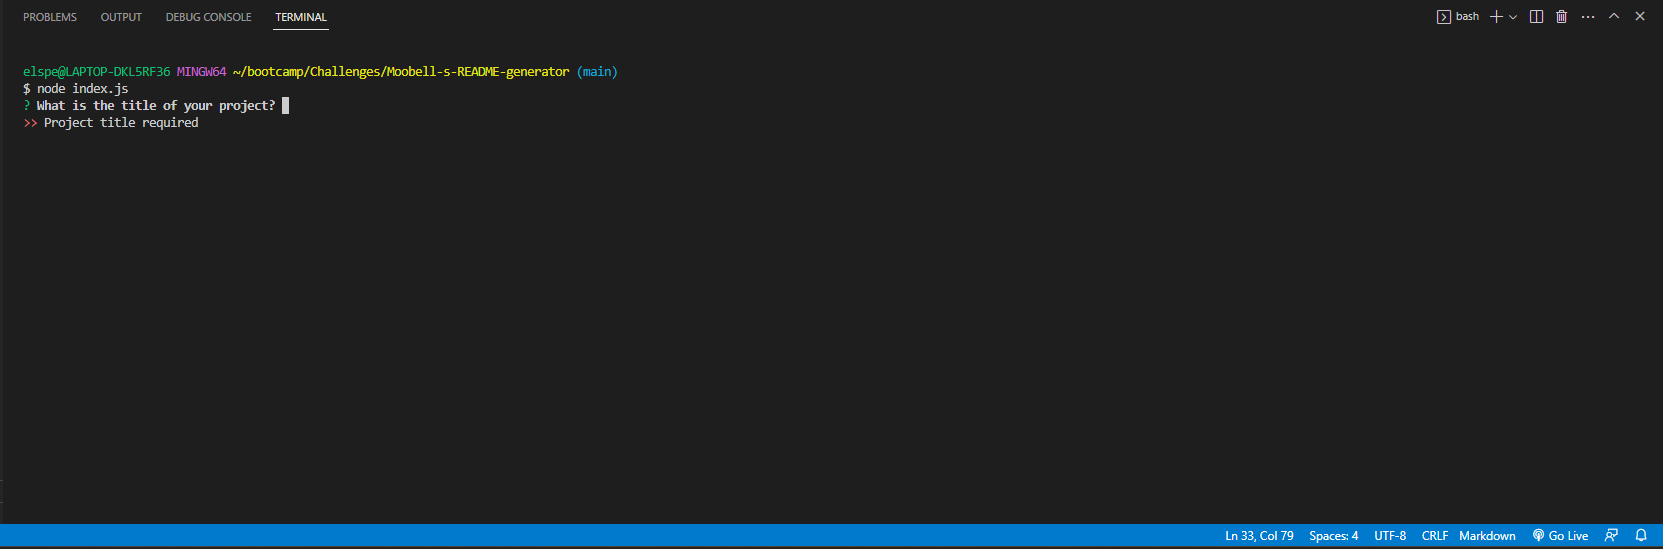 PROBLEMS OUTPUT DEBUG CONSOLE TERMINAL bash
elspe@LAPTOP-DKL5RF36 MINGW64 ~/bootcamp/Challenges/Moobell-s-README-generator (main)
$ node index.js
? What is the title of your project?
>> Project title required
Ln 33, Col 79 Spaces: 4 UTF-8 CRLF Markdown Go Live